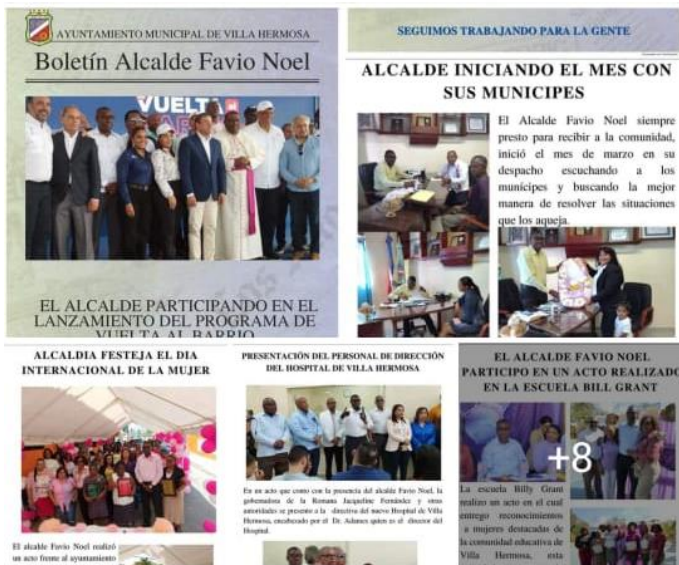 AYUNTAMIENTO MUNICIPAL DE VILLA HERMOSA
Boletín Alcalde Favio Noel
VUELTA
EL ALCALDE PARTICIPANDO EN EL
LANZAMIENTO DEL PROGRAMA DE
VUELTA AL BARRIO
SEGUIMOS TRABAJANDO PARA LA GENTE
ALCALDE INICIANDO EL MES CON
SUS MUNICIPES
El Alcalde Favio Noel siempre
presto para recibir a la comunidad,
inició el mes de marzo en su
despacho escuchando a los
munícipes y buscando la mejor
manera de resolver las situaciones
que los aqueja.
ALCALDIA FESTEJA EL DIA
INTERNACIONAL DE LA MUJER
El alcalde Favio Noel realizó
un acto frente al ayuntamiento
PRESENTACIÓN DEL PERSONAL DE DIRECCIÓN
DEL HOSPITAL DE VILLA HERMOSA
En un acto que conto con la presencia del alcalde Favio Noel, la
gobernadora de la Romana Jacqueline Fernández y otras
autoridades se presento a la directiva del nuevo Hospital de Villa
Hermosa, encabezado por el Dr. Adames quien es el director del
Hospital.
EL ALCALDE FAVIO NOEL
PARTICIPO EN UN ACTO REALIZADO
EN LA ESCUELA BILL GRANT
+8
La escuela Billy Grant
realizo un acto en el cual
entrego reconocimientos
a mujeres destacadas de
la comunidad educativa de
Villa Hermosa, esta